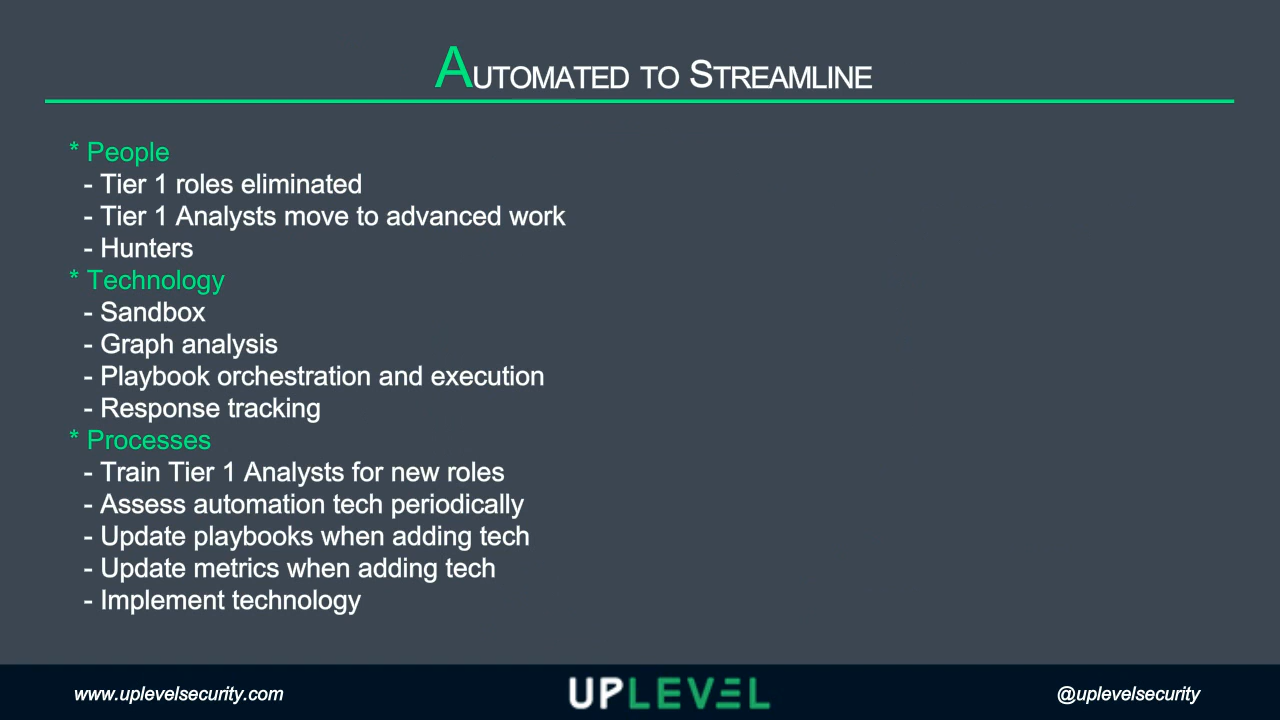 AUTOMATED TO STREAMLINE
* People
- Tier 1 roles eliminated
- Tier 1 Analysts move to advanced work
- Hunters
* Technology
- Sandbox
- Graph analysis
- Playbook orchestration and execution
- Response tracking
* Processes
- Train Tier 1 Analysts for new roles
- Assess automation tech periodically
- Update playbooks when adding tech
- Update metrics when adding tech
- Implement technology
www.uplevelsecurity.com
UPLEVEL
@uplevelsecurity